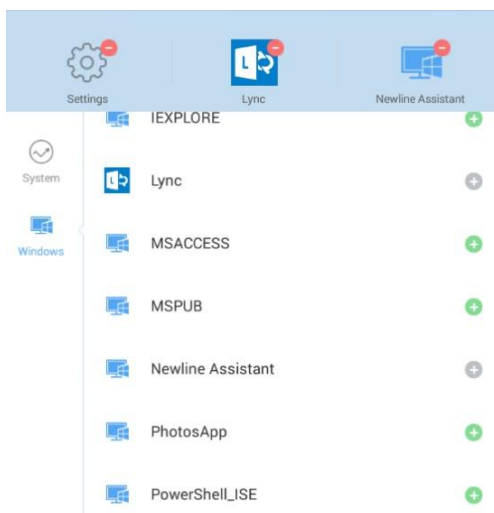 Settings
Lync
Newline Assistant
IEXPLORE
System
Lync
Windows
MSACCESS
MSPUB
Newline Assistant
PhotosApp
PowerShell_ISE